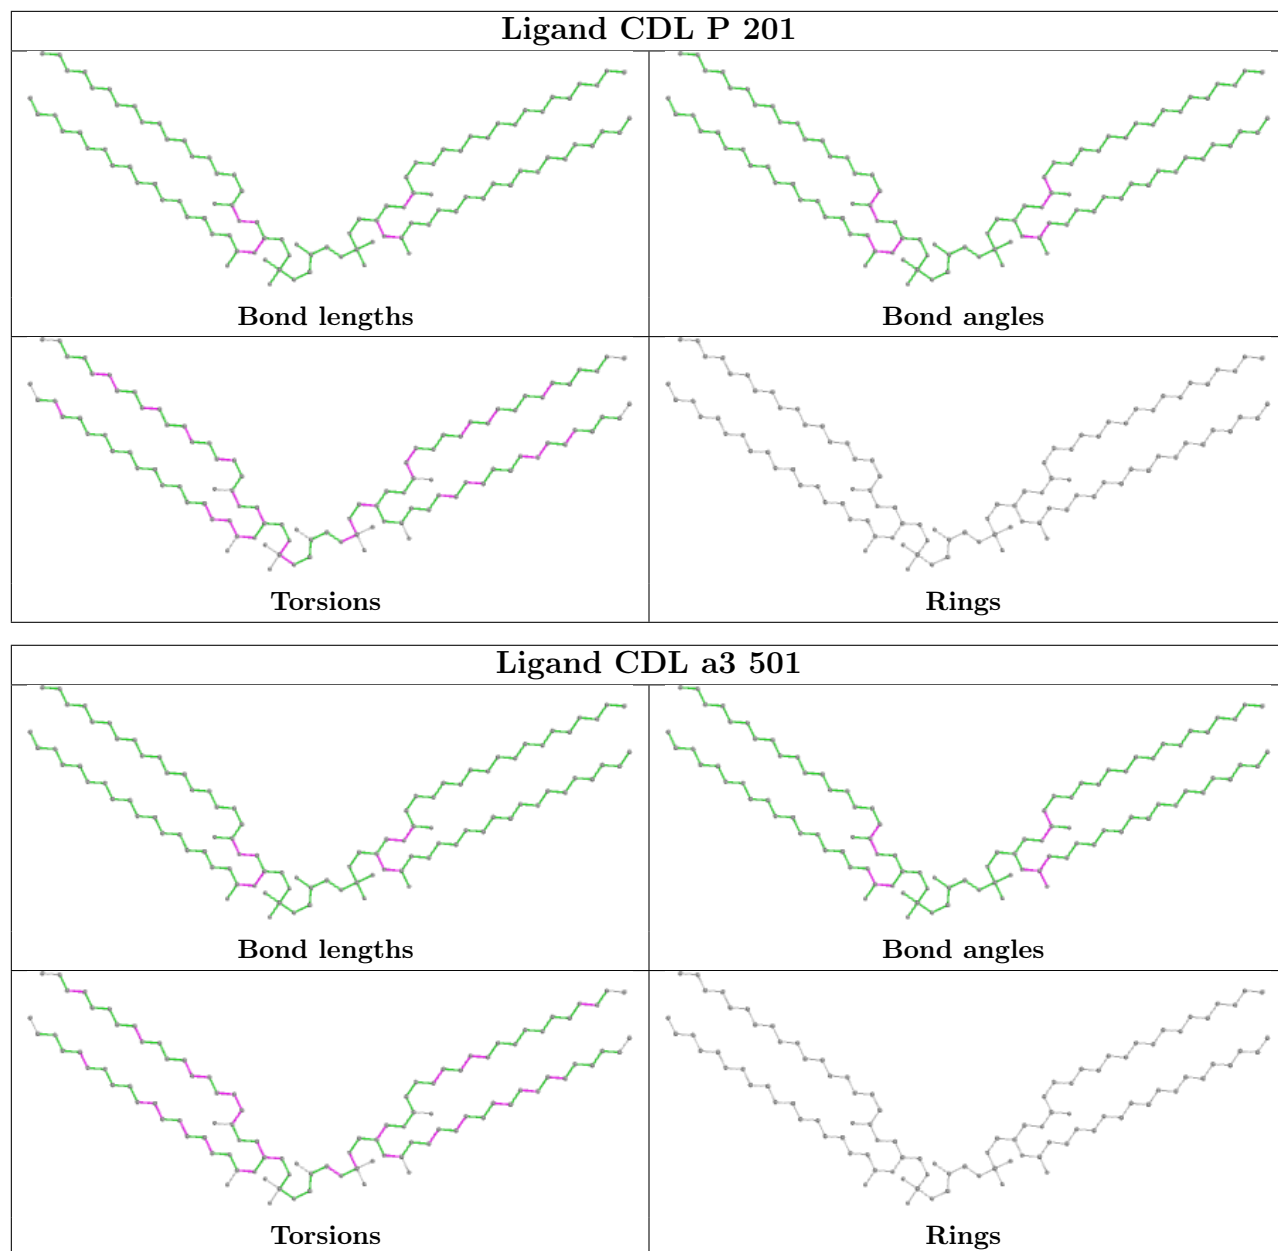 Ligand CDL P 201
Bond lengths
Bond angles
Torsions
Rings
Ligand CDL a3 501
Bond lengths
Bond angles
Torsions
Rings